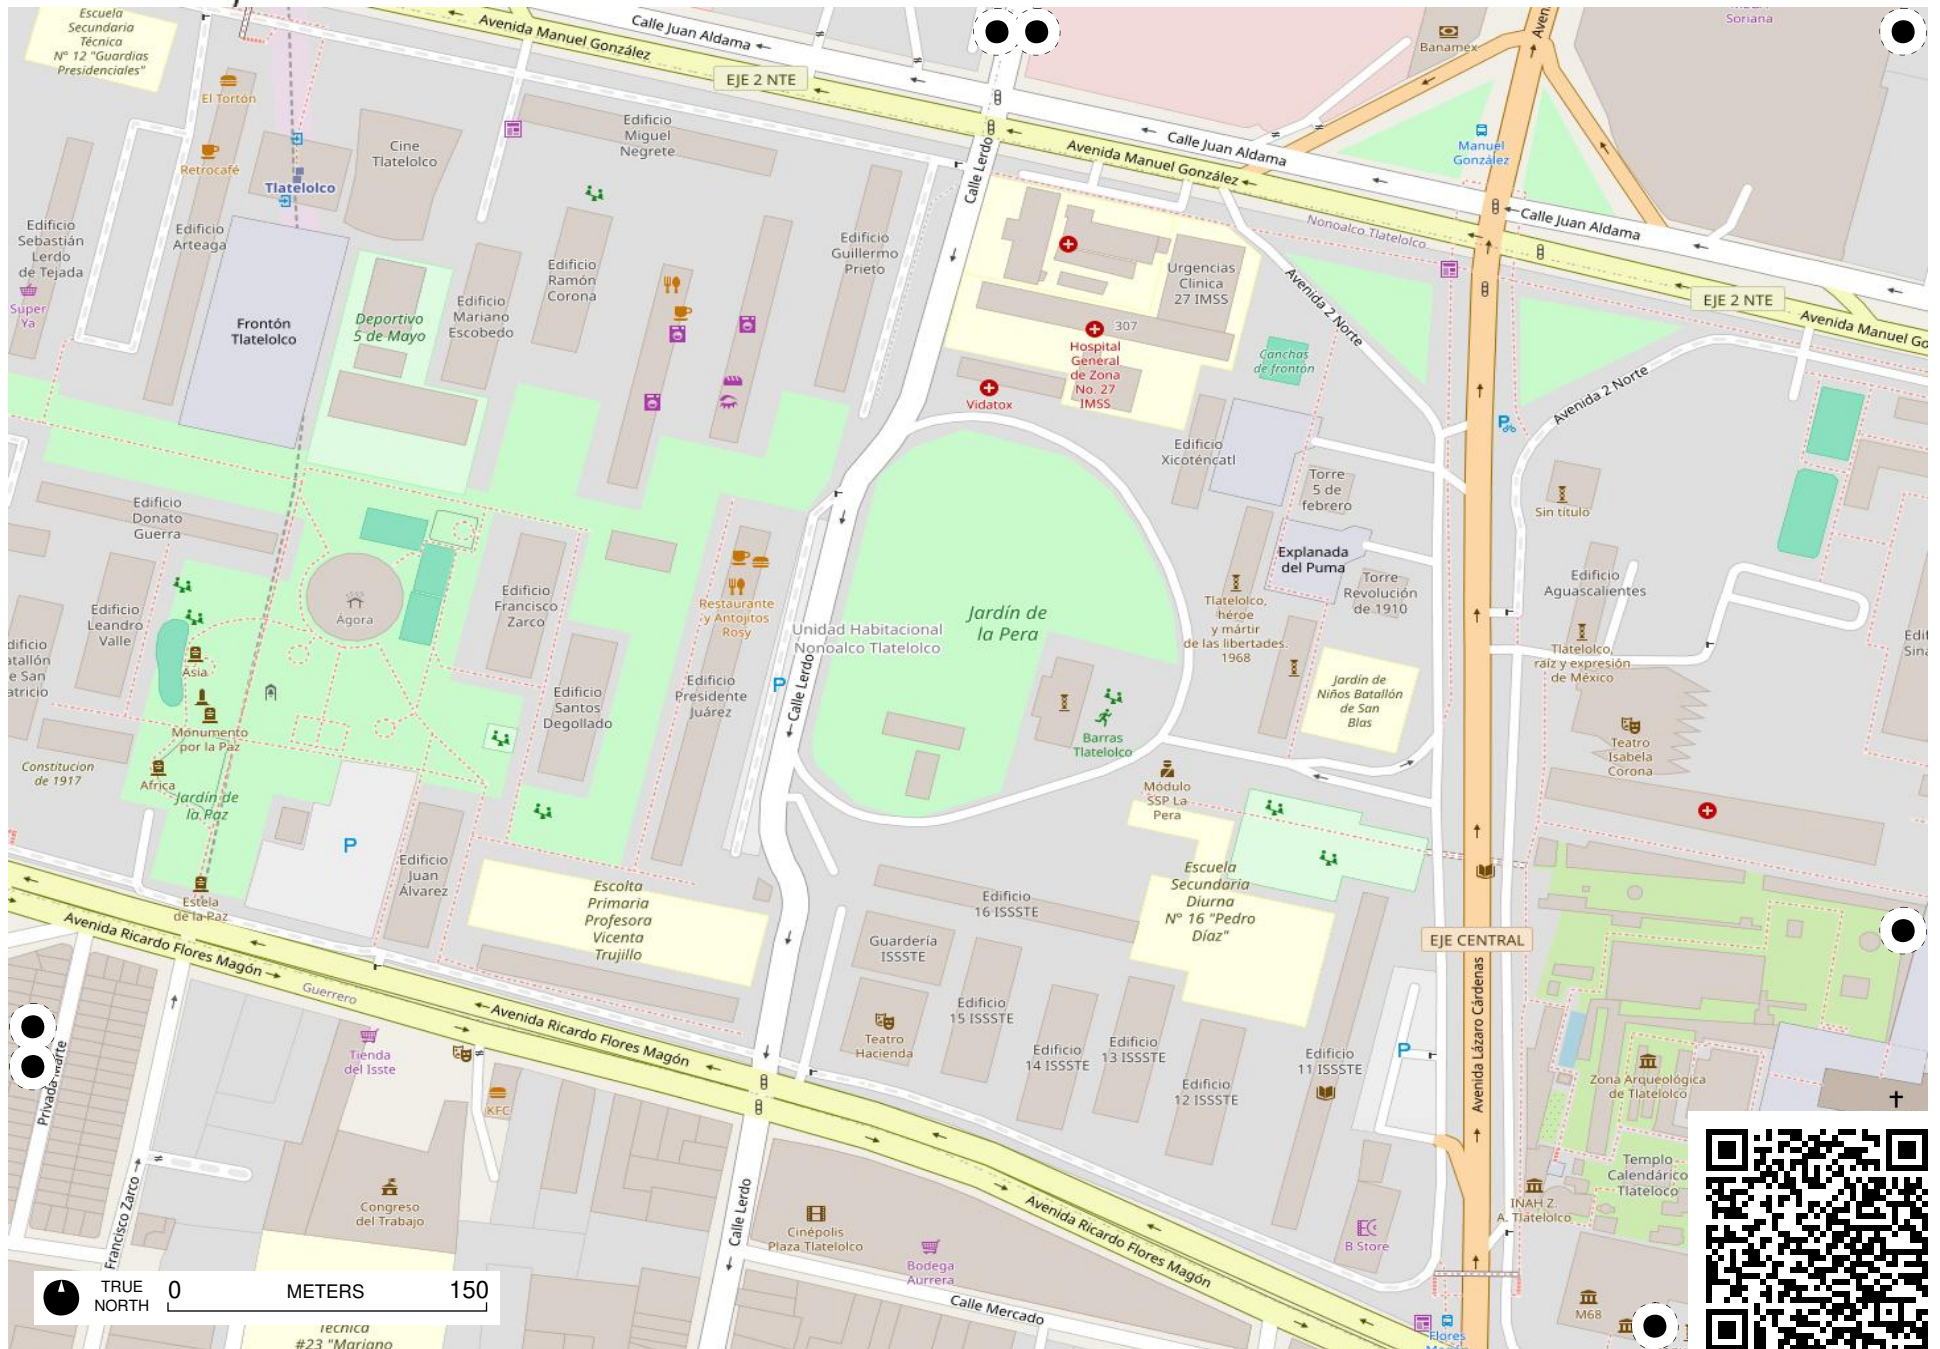 Escuela
Secundaria
Técnica
N° 12 "Guardias
Presidenciales"
Avenida Manuel González
Calle Juan Aldama
EJE 2 NTE
Banamex
Soriana
El Tortón
Retrocafé
Tlatelolco
Cine
Tlatelolco
Edificio
Miguel
Negrete
Calle Lerdo
Avenida Manuel González
Calle Juan Aldama
Manuel
González
Calle Juan Aldama
Nonoalco Tlatelolco
EJE 2 NTE
Avenida Manuel Go
Edificio
Sebastián
Lerdo
de Tejada
Super
Ya
Edificio
Arteaga
Frontón
Tlatelolco
Deportivo
5 de Mayo
Edificio
Mariano
Escobedo
Edificio
Ramón
Corona
Edificio
Guillermo
Prieto
Urgencias
Clinica
27 IMSS
307
Hospital
General
de Zona
No. 27
IMSS
Vidatox
Avenida 2 Norte
Canchas
de frontón
Avenida 2 Norte
Edificio
Xicoténcatl
Torre
5 de
febrero
Sin título
Edificio
Donato
Guerra
Edificio
Leandro
Valle
Ágora
Edificio
Francisco
Zarco
Restaurante
y Antojitos
Rosy
Unidad Habitacional
Nonoalco Tlatelolco
Jardín de
la Pera
Explanada
del Puma
Torre
Revolución
de 1910
Edificio
Aguascalientes
Tlatelolco,
héroe
y mártir
de las libertades.
1968
Tlatelolco,
raíz y expresión
de México
Asia
Monumento
por la Paz
Africa
Jardín de
la Paz
Constitucion
de 1917
Edificio
Santos
Degollado
Edificio
Presidente
Juárez
P
Calle Lerdo
Barras
Tlatelolco
Jardín de
Niños Batallón
de San
Blas
Teatro
Isabela
Corona
Módulo
SSP La
Pera
P
Edificio
Juan
Álvarez
Estela
de la Paz
Escolta
Primaria
Profesora
Vicenta
Trujillo
Edificio
16 ISSSTE
Escuela
Secundaria
Diurna
N° 16 "Pedro
Díaz"
EJE CENTRAL
Guardería
ISSSTE
Avenida Ricardo Flores Magón
Guerrero
Avenida Ricardo Flores Magón
Edificio
15 ISSSTE
Teatro
Hacienda
Edificio
14 ISSSTE
Edificio
13 ISSSTE
Edificio
12 ISSSTE
Edificio
11 ISSSTE
P
Avenida Lázaro Cárdenas
Zona Arqueológica
de Tlatelolco
Templo
Calendárico
Tlateloco
INAH Z.
A. Tlatelolco
Tienda
del Isste
KFC
Privada Marte
Francisco Zarco
Congreso
del Trabajo
Calle Lerdo
Cinépolis
Plaza Tlatelolco
Bodega
Aurrera
Avenida Ricardo Flores Magón
Calle Mercado
B Store
M68
Flores
TRUE
NORTH
0 METERS 150
Técnica
#23 "Mariano